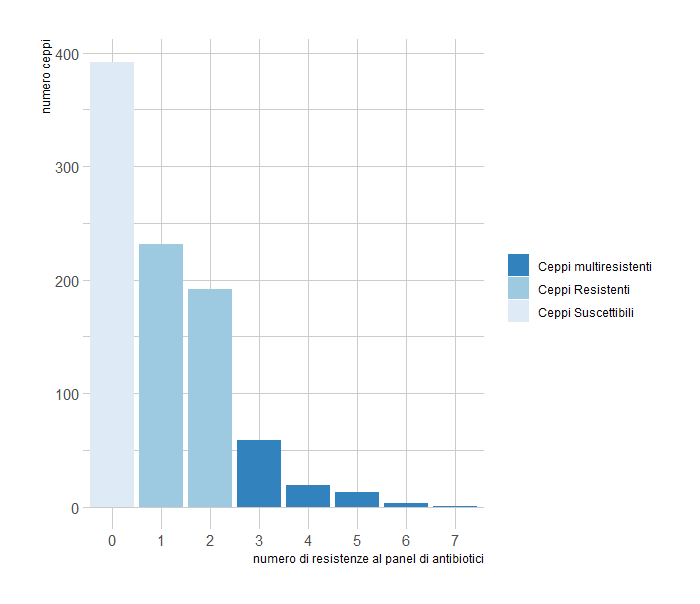 numero ceppi
400
300
200
100
0
0 1 2 3 4 5 6 7
numero di resistenze al panel di antibiotici
Ceppi multiresistenti
Ceppi Resistenti
Ceppi Suscettibili